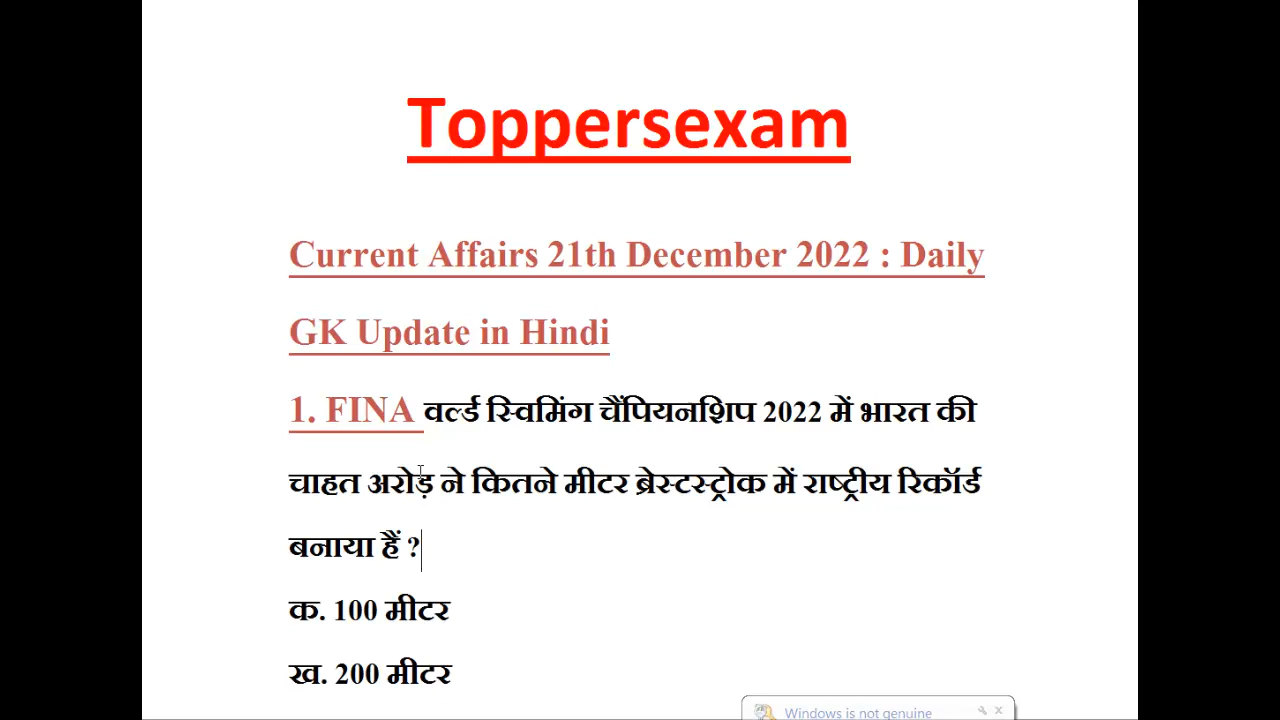 Toppersexam
Current Affairs 21th December 2022 : Daily
GK Update in Hindi
1. FINA वर्ल्ड स्विमिंग चैंपियनशिप 2022 में भारत की
चाहत अरोड़ ने कितने मीटर ब्रेस्टस्ट्रोक में राष्ट्रीय रिकॉर्ड
बनाया हैं ?
क. 100 मीटर
ख. 200 मीटर
Windows is not genuine